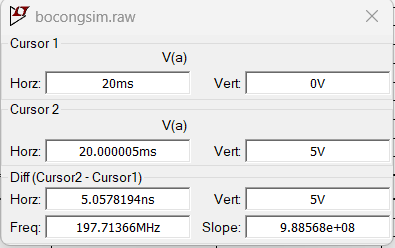 bocongsim.raw
Cursor 1
V(a)
Horz: 20ms Vert: 0V
Cursor 2
V(a)
Horz: 20.000005ms Vert: 5V
Diff (Cursor2 - Cursor1)
Horz: 5.0578194ns Vert: 5V
Freq: 197.71366MHz Slope: 9.88568e+08